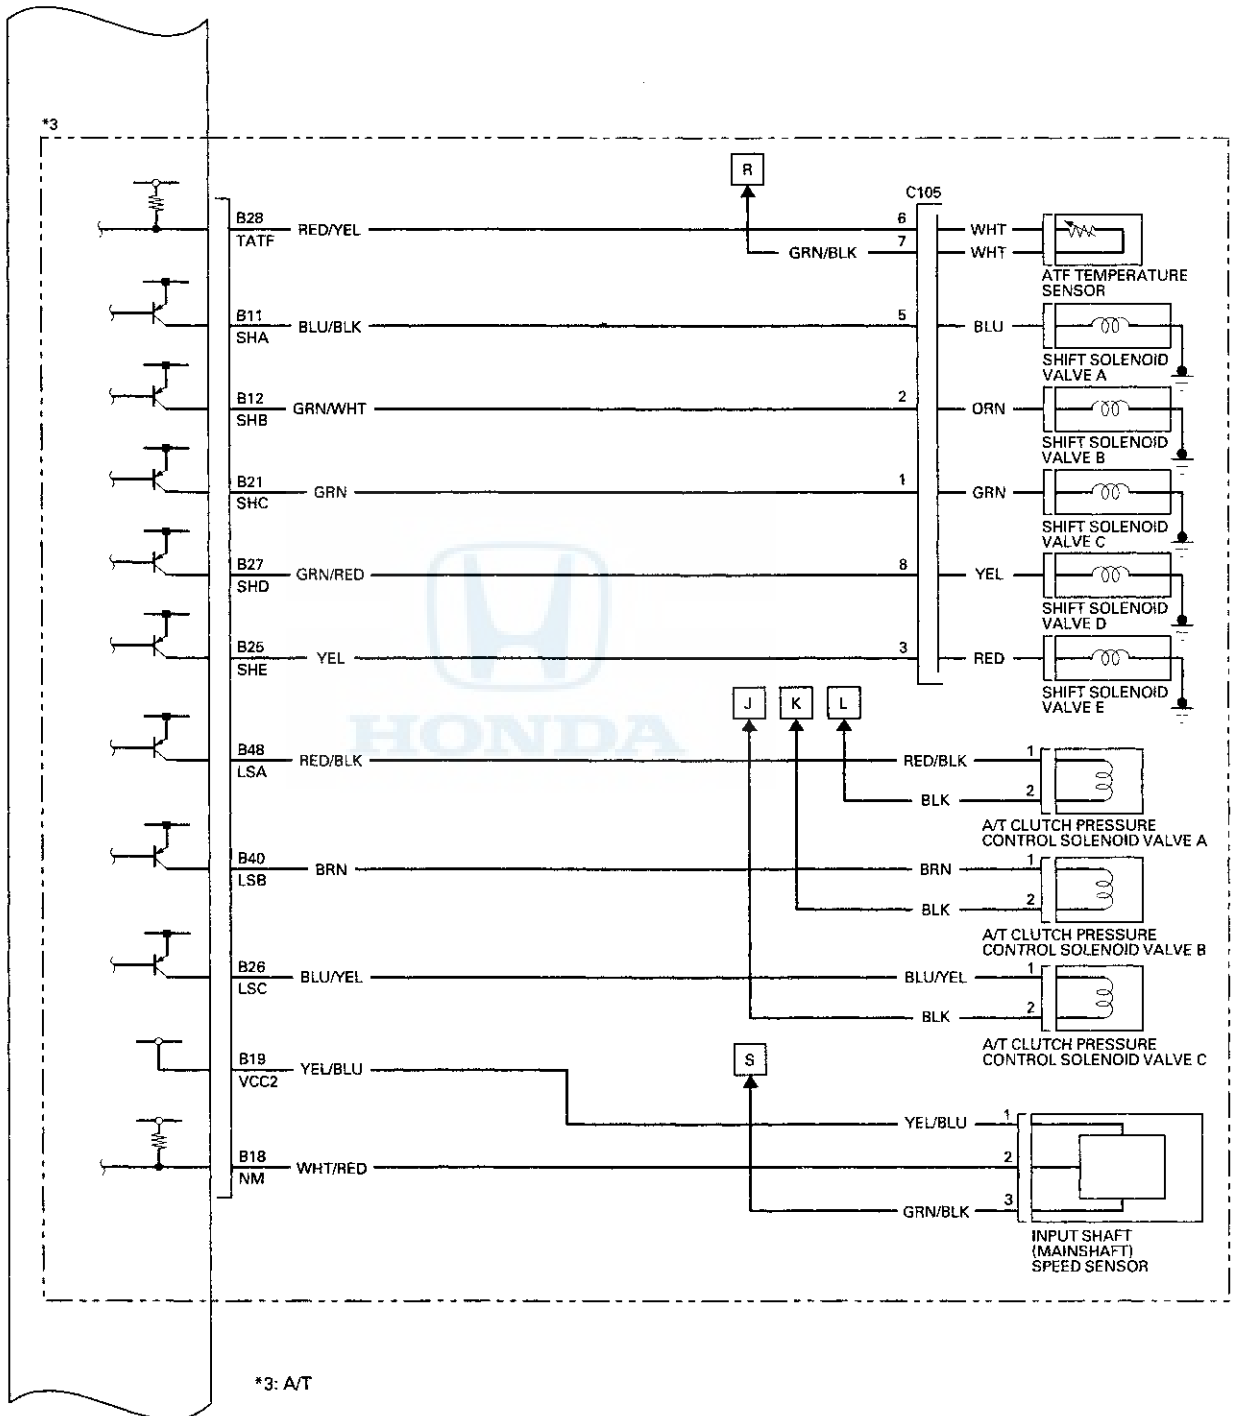 *3
R
C105
B28
RED/YEL
6
WHT
TATF
GRN/BLK
7
WHT
ATF TEMPERATURE
SENSOR
B11
BLU/BLK
5
BLU
SHA
SHIFT SOLENOID
VALVE A
B12
GRN/WHT
2
ORN
SHB
SHIFT SOLENOID
VALVE B
B21
GRN
1
GRN
SHC
SHIFT SOLENOID
VALVE C
B27
GRN/RED
8
YEL
SHD
SHIFT SOLENOID
VALVE D
B25
YEL
3
RED
SHE
SHIFT SOLENOID
VALVE E
J
K
L
HONDA
B48
RED/BLK
RED/BLK
1
LSA
BLK
2
A/T CLUTCH PRESSURE
CONTROL SOLENOID VALVE A
B40
BRN
BRN
1
LSB
BLK
2
A/T CLUTCH PRESSURE
CONTROL SOLENOID VALVE B
B26
BLU/YEL
BLU/YEL
1
LSC
BLK
2
A/T CLUTCH PRESSURE
CONTROL SOLENOID VALVE C
B19
YEL/BLU
VCC2
S
YEL/BLU
1
B18
WHT/RED
2
NM
GRN/BLK
3
INPUT SHAFT
(MAINSHAFT)
SPEED SENSOR
*3: A/T